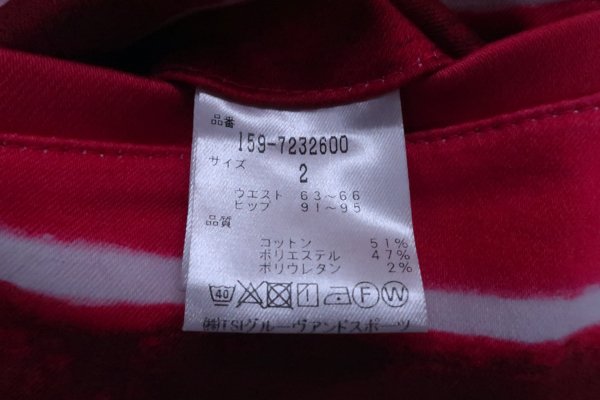 品番
159-7232600
サイズ
2
ウエスト 63～66
ヒップ 91～95
品質
コットン 51%
ポリエステル 47%
ポリウレタン 2%
40 F W
㈱TSIグルーヴァンドスポーツ